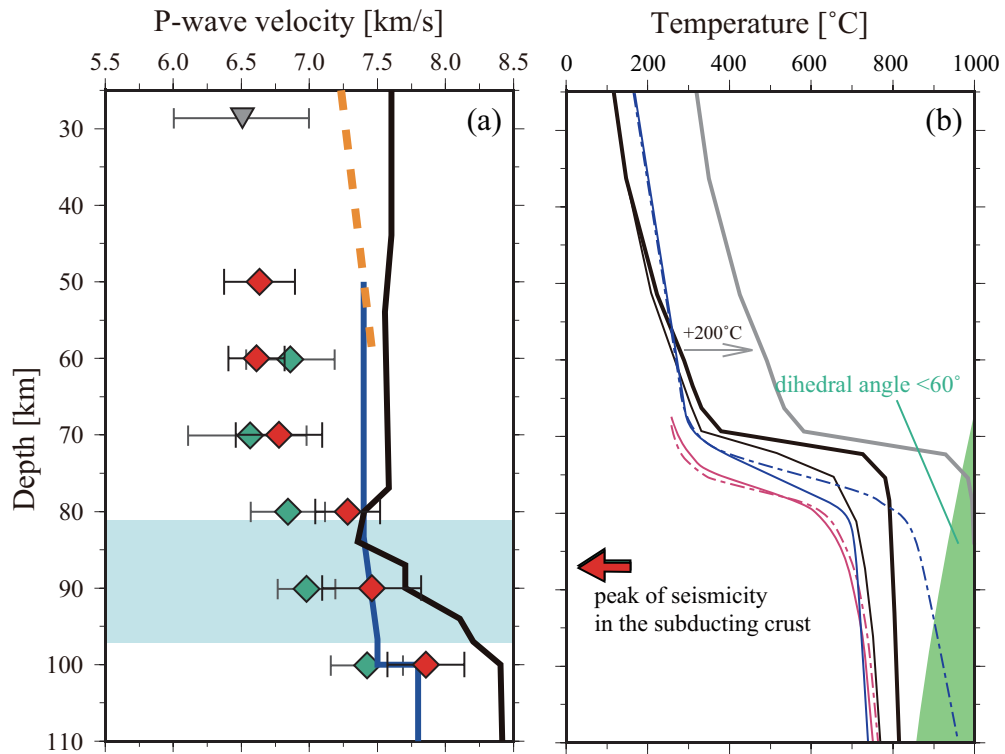 P-wave velocity [km/s]
5.5 6.0 6.5 7.0 7.5 8.0 8.5
Temperature [˚C]
0 200 400 600 800 1000
(a)
(b)
Depth [km]
30
40
50
60
70
80
90
100
110
+200˚C
dihedral angle <60˚
peak of seismicity
in the subducting crust